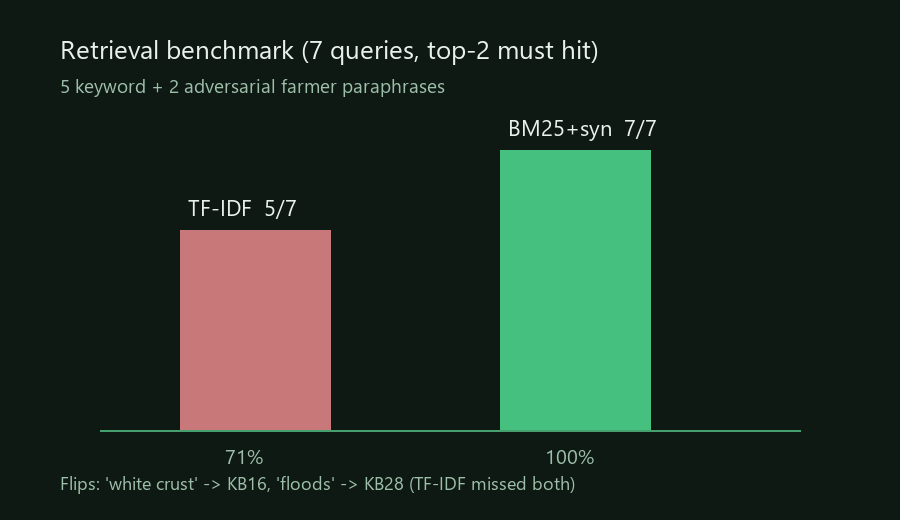 Retrieval benchmark (7 queries, top-2 must hit)
5 keyword + 2 adversarial farmer paraphrases
BM25+syn 7/7
TF-IDF 5/7
71%
100%
Flips: 'white crust' -> KB16, 'floods' -> KB28 (TF-IDF missed both)